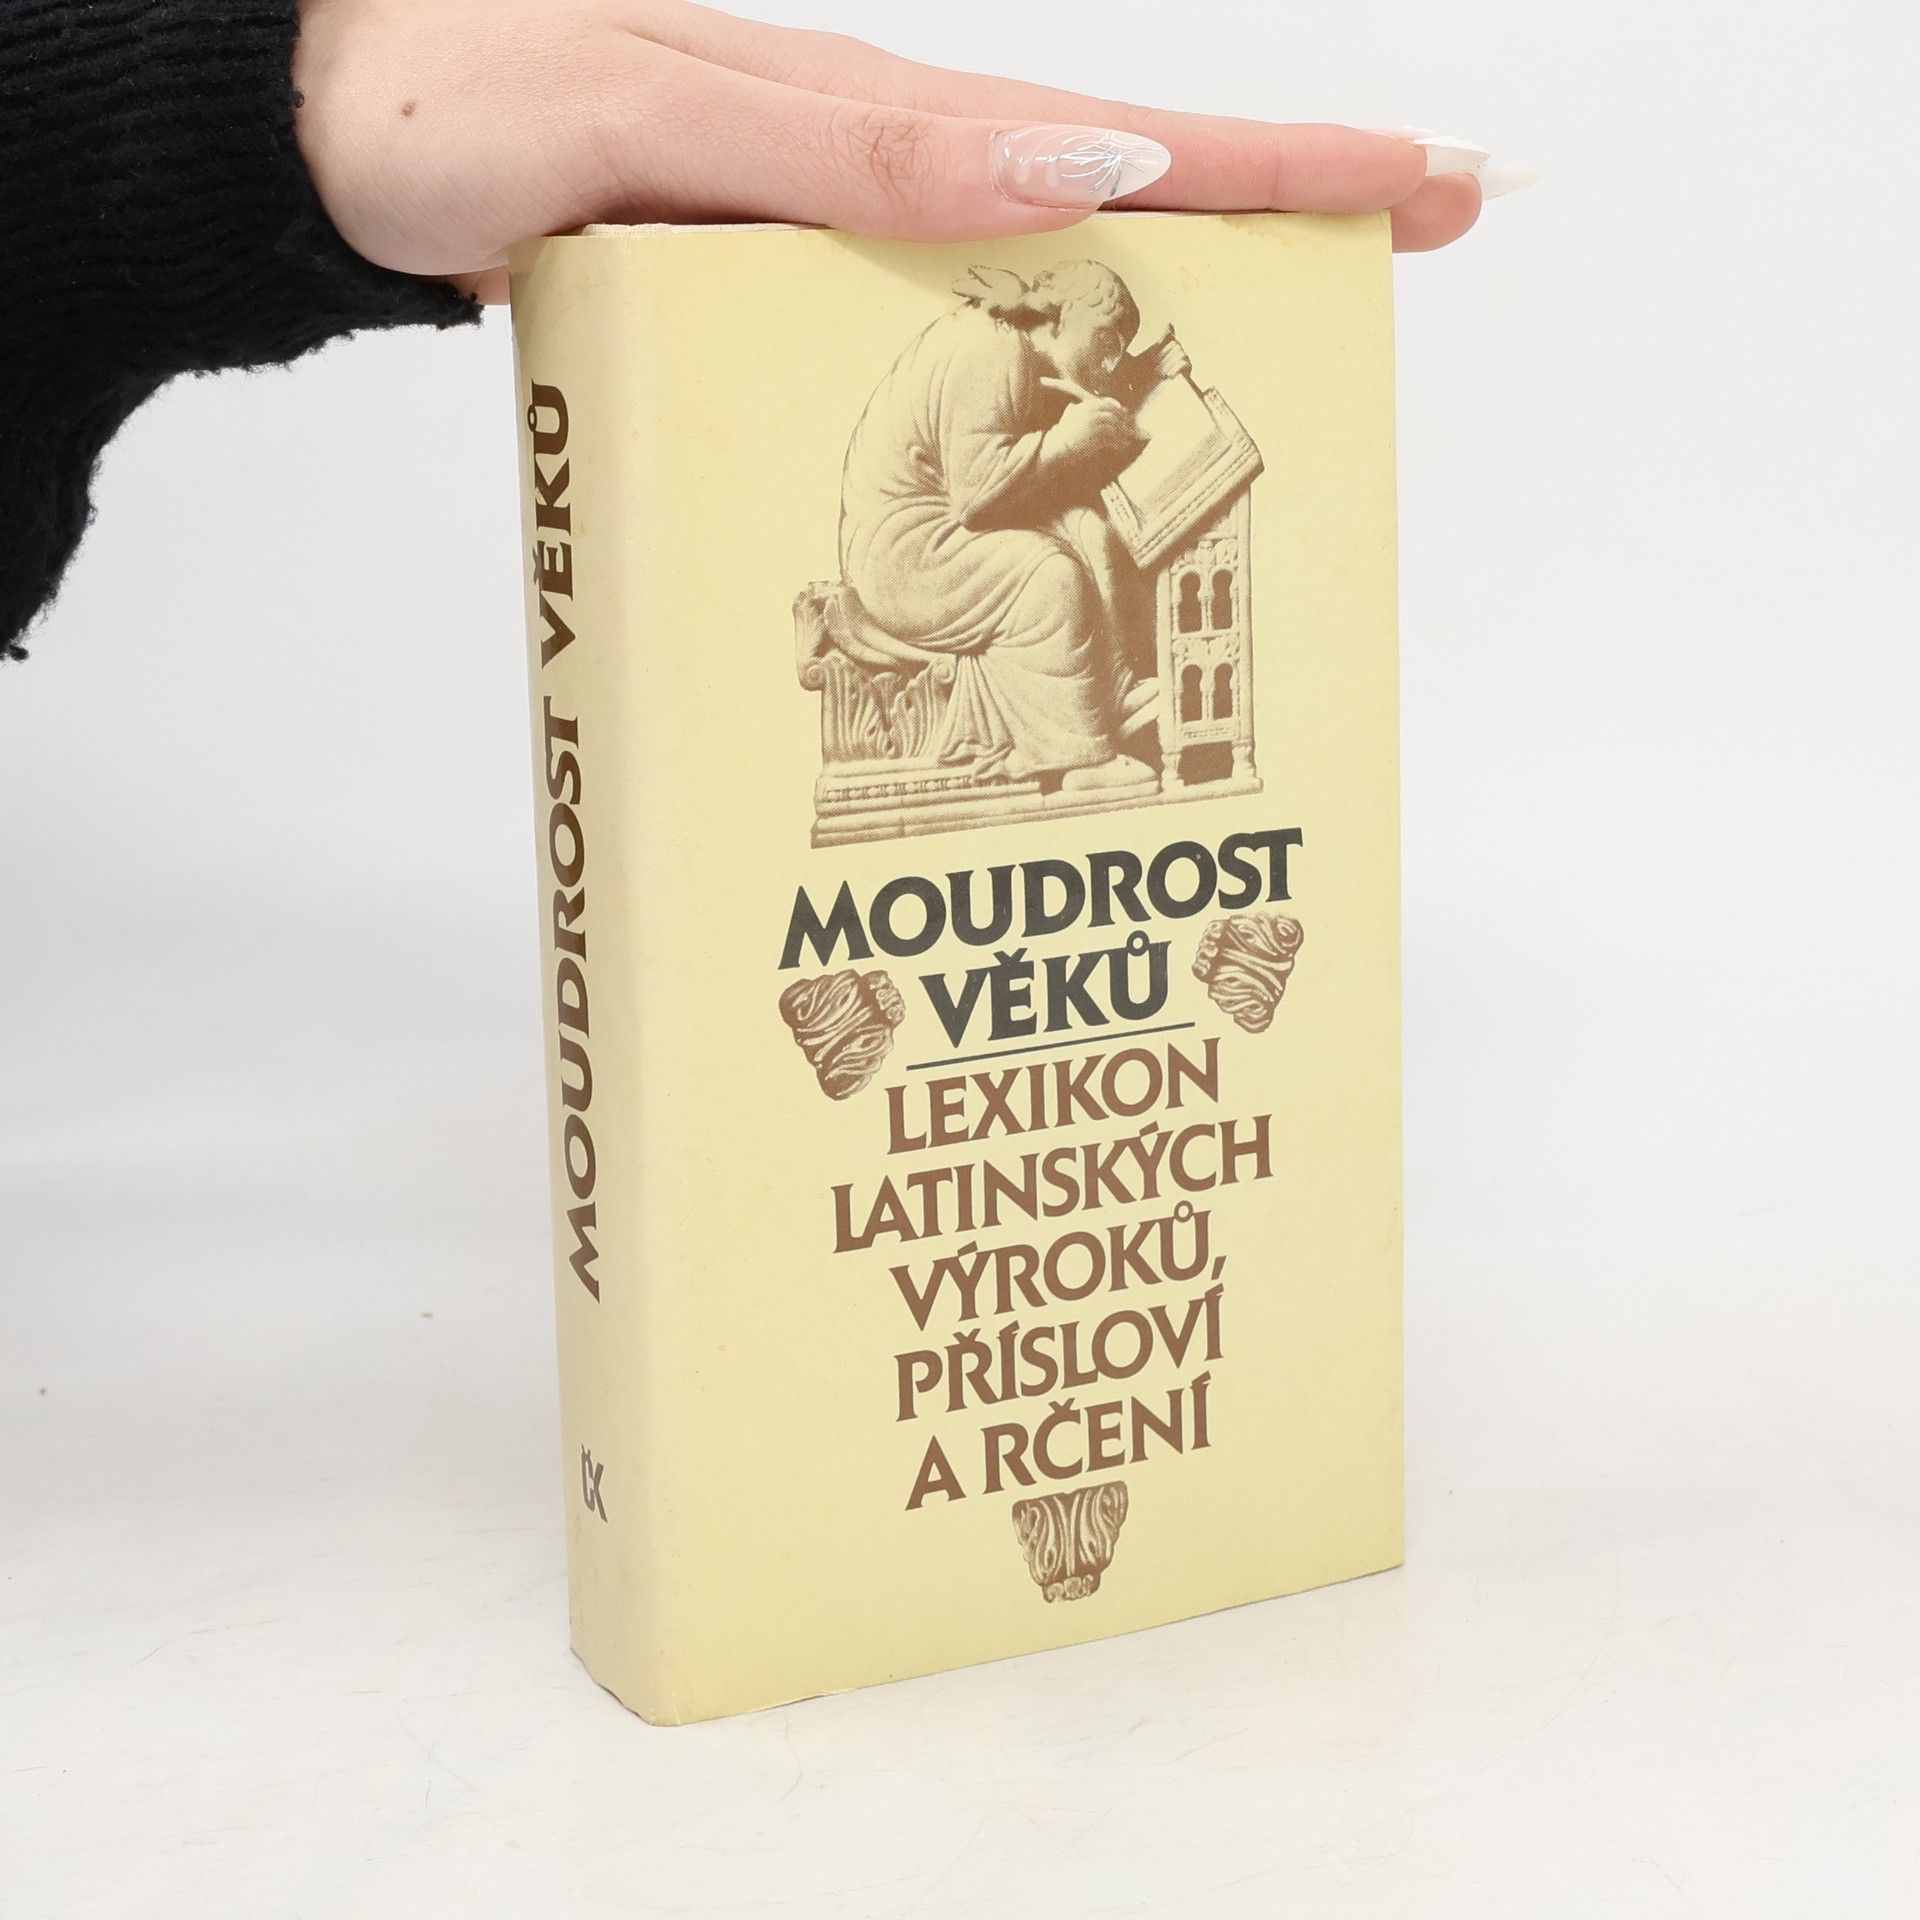 MOUDROST VĚKŮ
ČK
MOUDROST
VĚKŮ
LEXIKON
LATINSKÝCH
VÝROKŮ,
PŘÍSLOVÍ
A RČENÍ